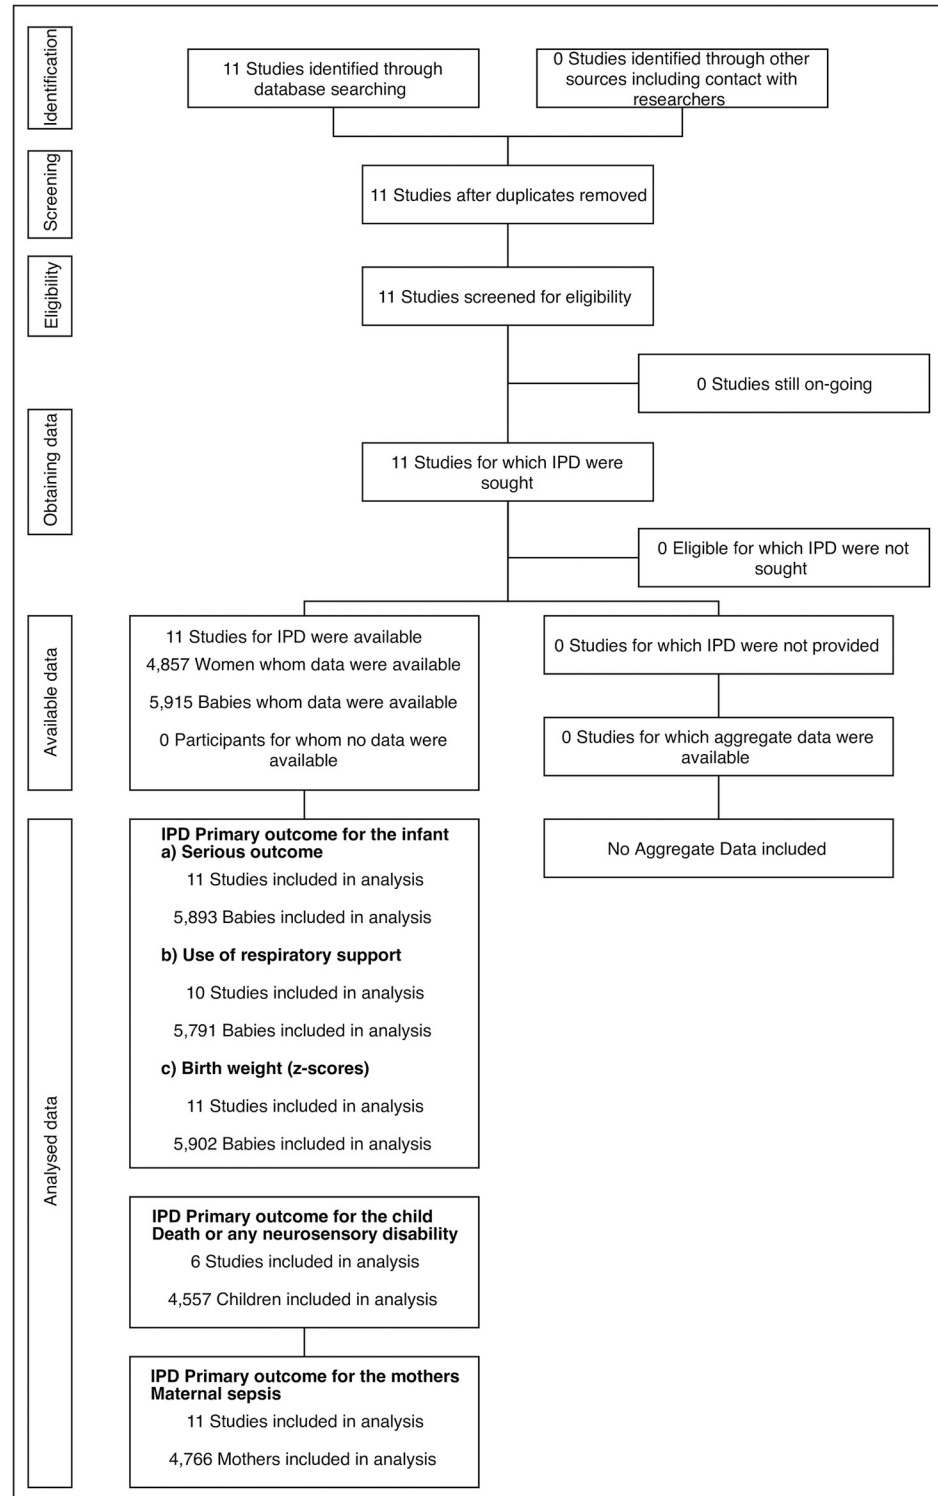 Identification
11 Studies identified through
database searching
0 Studies identified through other
sources including contact with
researchers
Screening
11 Studies after duplicates removed
Eligibility
11 Studies screened for eligibility
0 Studies still on-going
Obtaining data
11 Studies for which IPD were
sought
0 Eligible for which IPD were not
sought
Available data
11 Studies for IPD were available
4,857 Women whom data were available
5,915 Babies whom data were available
0 Participants for whom no data were
available
0 Studies for which IPD were not provided
0 Studies for which aggregate data were
available
No Aggregate Data included
Analysed data
IPD Primary outcome for the infant
a) Serious outcome
11 Studies included in analysis
5,893 Babies included in analysis
b) Use of respiratory support
10 Studies included in analysis
5,791 Babies included in analysis
c) Birth weight (z-scores)
11 Studies included in analysis
5,902 Babies included in analysis
IPD Primary outcome for the child
Death or any neurosensory disability
6 Studies included in analysis
4,557 Children included in analysis
IPD Primary outcome for the mothers
Maternal sepsis
11 Studies included in analysis
4,766 Mothers included in analysis